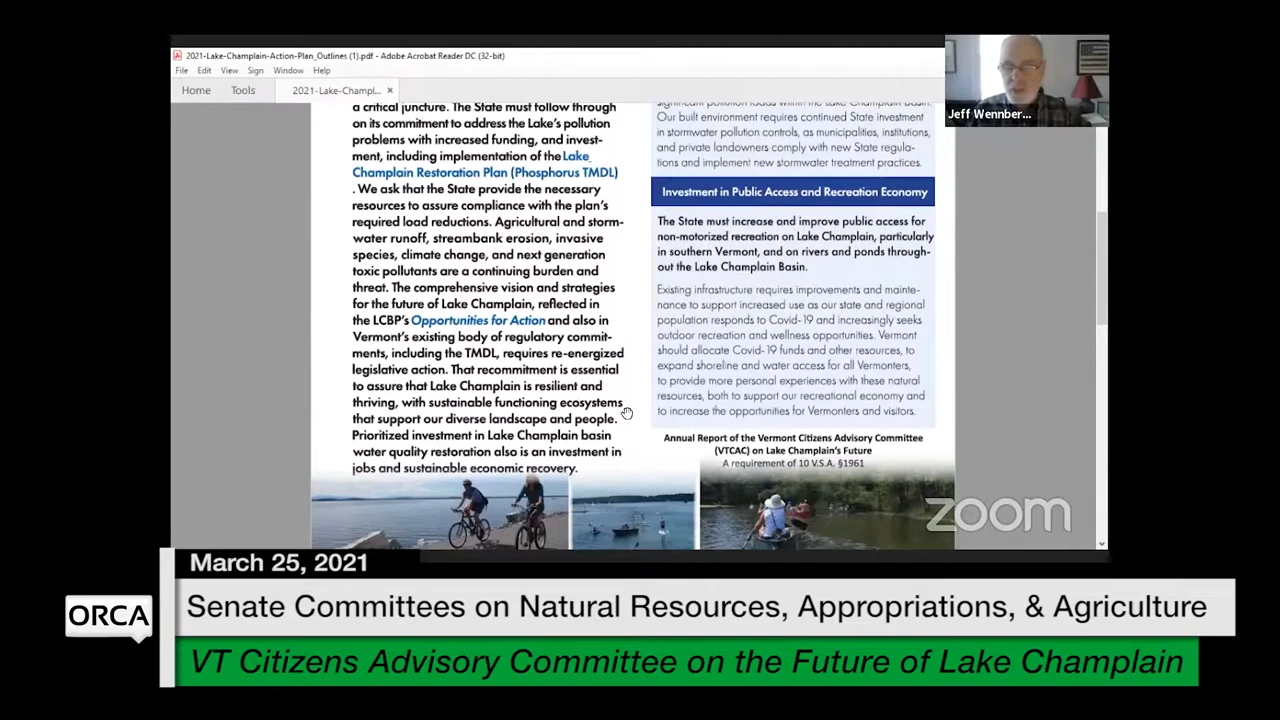 2021-Lake-Champlain-Action-Plan_Outlines (1).pdf - Adobe Acrobat Reader DC (32-bit)
File Edit View Sign Window Help
Home Tools 2021-Lake-Champl... ×
a critical juncture. The State must follow through
on its commitment to address the Lake's pollution
problems with increased funding, and invest-
ment, including implementation of the Lake
Champlain Restoration Plan (Phosphorus TMDL)
. We ask that the State provide the necessary
resources to assure compliance with the plan's
required load reductions. Agricultural and storm-
water runoff, streambank erosion, invasive
species, climate change, and next generation
toxic pollutants are a continuing burden and
threat. The comprehensive vision and strategies
for the future of Lake Champlain, reflected in
the LCBP's Opportunities for Action and also in
Vermont's existing body of regulatory commit-
ments, including the TMDL, requires re-energized
legislative action. That recommitment is essential
to assure that Lake Champlain is resilient and
thriving, with sustainable functioning ecosystems
that support our diverse landscape and people.
Prioritized investment in Lake Champlain basin
water quality restoration also is an investment in
jobs and sustainable economic recovery.
significant pollution loads within the Lake Champlain Basin.
Our built environment requires continued State investment
in stormwater pollution controls, as municipalities, institutions,
and private landowners comply with new State regula-
tions and implement new stormwater treatment practices.
Investment in Public Access and Recreation Economy
The State must increase and improve public access for
non-motorized recreation on Lake Champlain, particularly
in southern Vermont, and on rivers and ponds through-
out the Lake Champlain Basin.
Existing infrastructure requires improvements and mainte-
nance to support increased use as our state and regional
population responds to Covid-19 and increasingly seeks
outdoor recreation and wellness opportunities. Vermont
should allocate Covid-19 funds and other resources, to
expand shoreline and water access for all Vermonters,
to provide more personal experiences with these natural
resources, both to support our recreational economy and
to increase the opportunities for Vermonters and visitors.
Annual Report of the Vermont Citizens Advisory Committee
(VTCAC) on Lake Champlain's Future
A requirement of 10 V.S.A. §1961
Jeff Wennber...
zoom
March 25, 2021
ORCA
Senate Committees on Natural Resources, Appropriations, & Agriculture
VT Citizens Advisory Committee on the Future of Lake Champlain